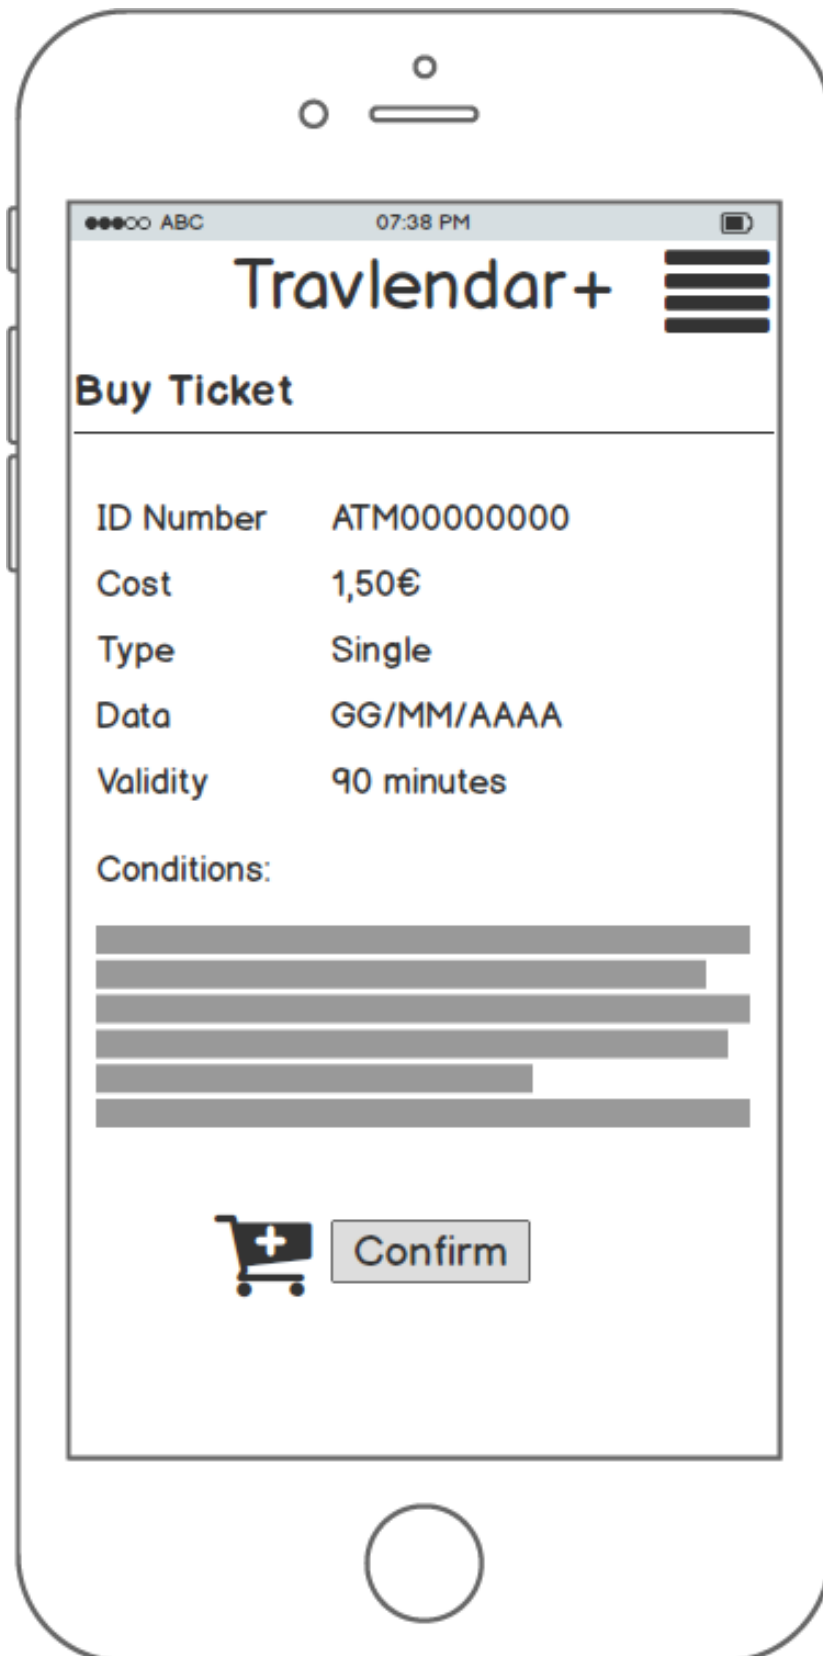 ABC 07:38 PM
Travlendar+
Buy Ticket
ID Number ATM00000000
Cost 1,50€
Type Single
Data GG/MM/AAAA
Validity 90 minutes
Conditions:
Confirm